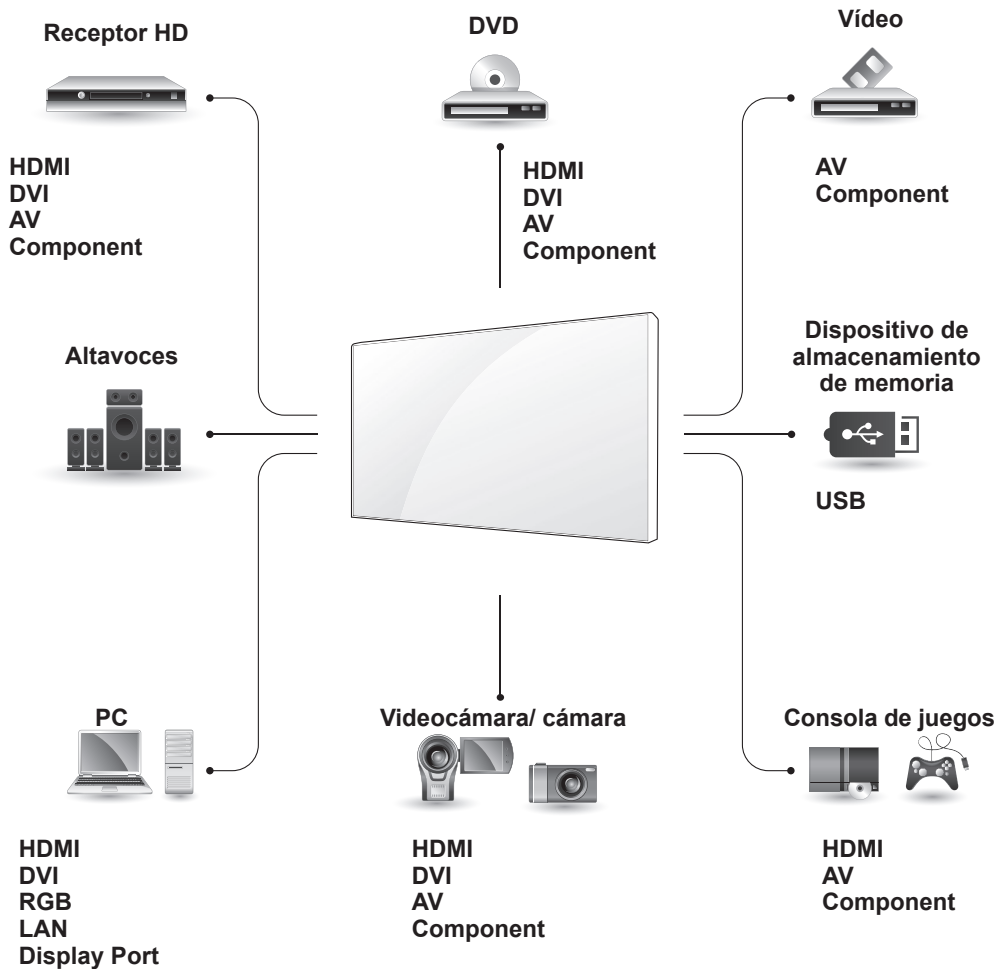 Receptor HD
HDMI
DVI
AV
Component
DVD
HDMI
DVI
AV
Component
Vídeo
AV
Component
Altavoces
Dispositivo de
almacenamiento
de memoria
USB
PC
HDMI
DVI
RGB
LAN
Display Port
Videocámara/ cámara
HDMI
DVI
AV
Component
Consola de juegos
HDMI
AV
Component